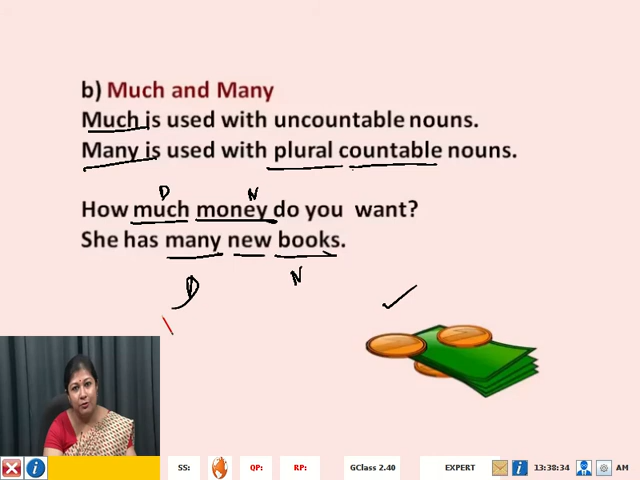 b) Much and Many
Much is used with uncountable nouns.
Many is used with plural countable nouns.
D N
How much money do you want?
She has many new books.
D N
SS: QP: RP: GClass 2.40 EXPERT 13:38:34 AM